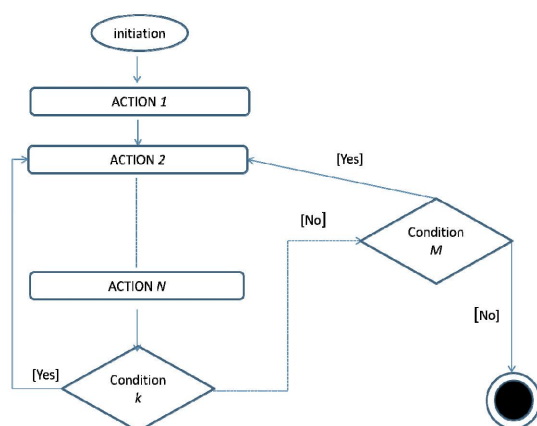 initiation
ACTION 1
ACTION 2
[Yes]
[No]
Condition
M
ACTION N
[No]
[Yes]
Condition
k